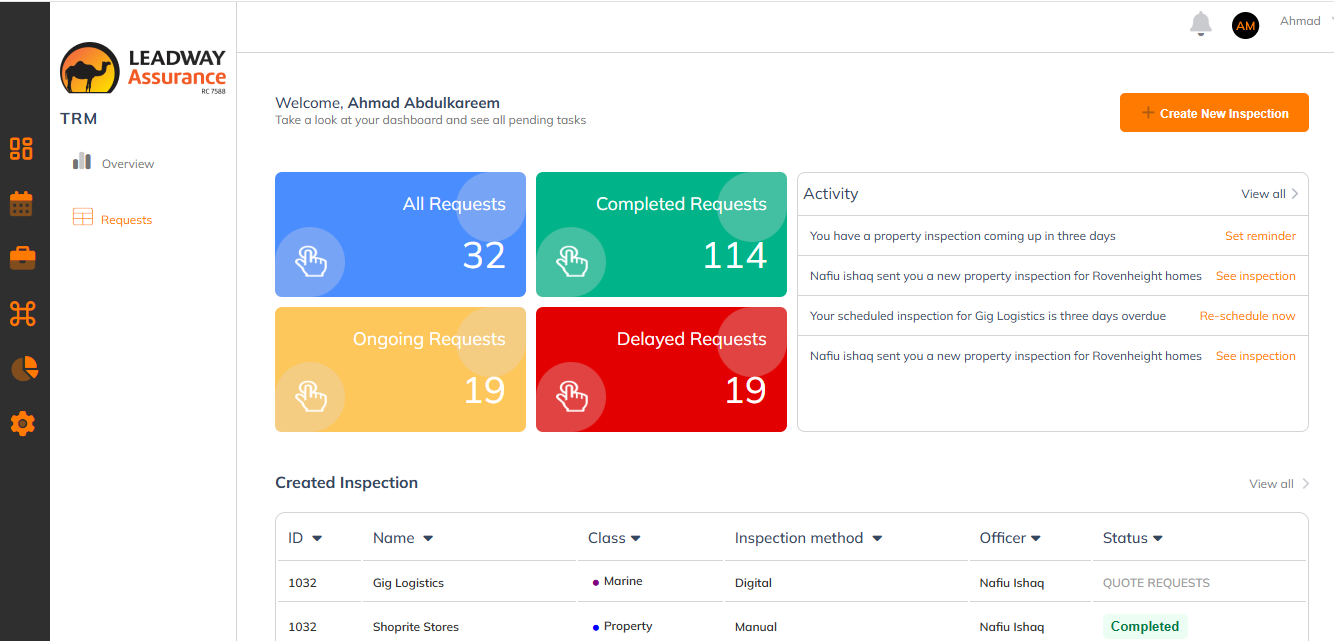 AM
Ahmad
LEADWAY
Assurance
RC 7588
TRM
Overview
Requests
Welcome, Ahmad Abdulkareem
Take a look at your dashboard and see all pending tasks
+ Create New Inspection
All Requests
32
Completed Requests
114
Ongoing Requests
19
Delayed Requests
19
Activity
View all
You have a property inspection coming up in three days Set reminder
Nafiu ishaq sent you a new property inspection for Rovenheight homes See inspection
Your scheduled inspection for Gig Logistics is three days overdue Re-schedule now
Nafiu ishaq sent you a new property inspection for Rovenheight homes See inspection
Created Inspection
View all
ID Name Class Inspection method Officer Status
1032 Gig Logistics Marine Digital Nafiu Ishaq QUOTE REQUESTS
1032 Shoprite Stores Property Manual Nafiu Ishaq Completed